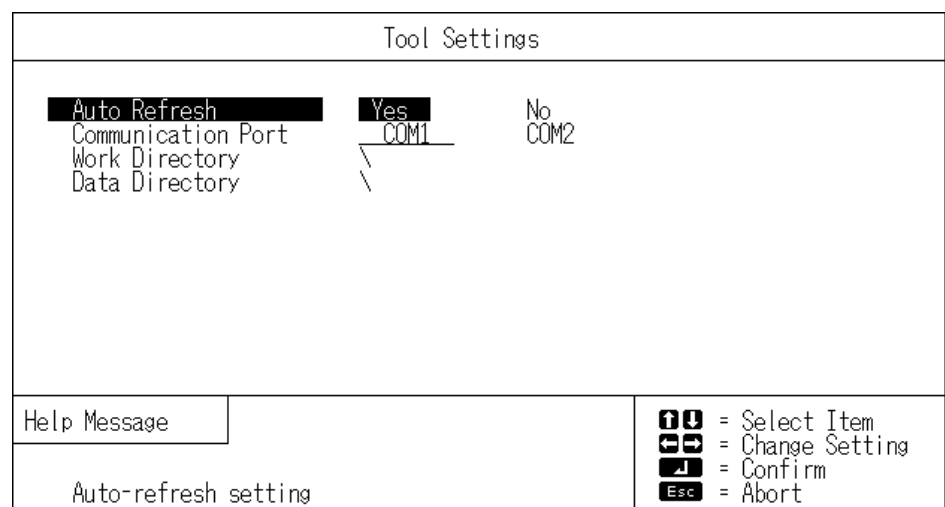 Tool Settings
Auto Refresh Yes No
Communication Port COM1 COM2
Work Directory \
Data Directory \
Help Message
Auto-refresh setting
↑ ↓ = Select Item
← → = Change Setting
↵ = Confirm
Esc = Abort